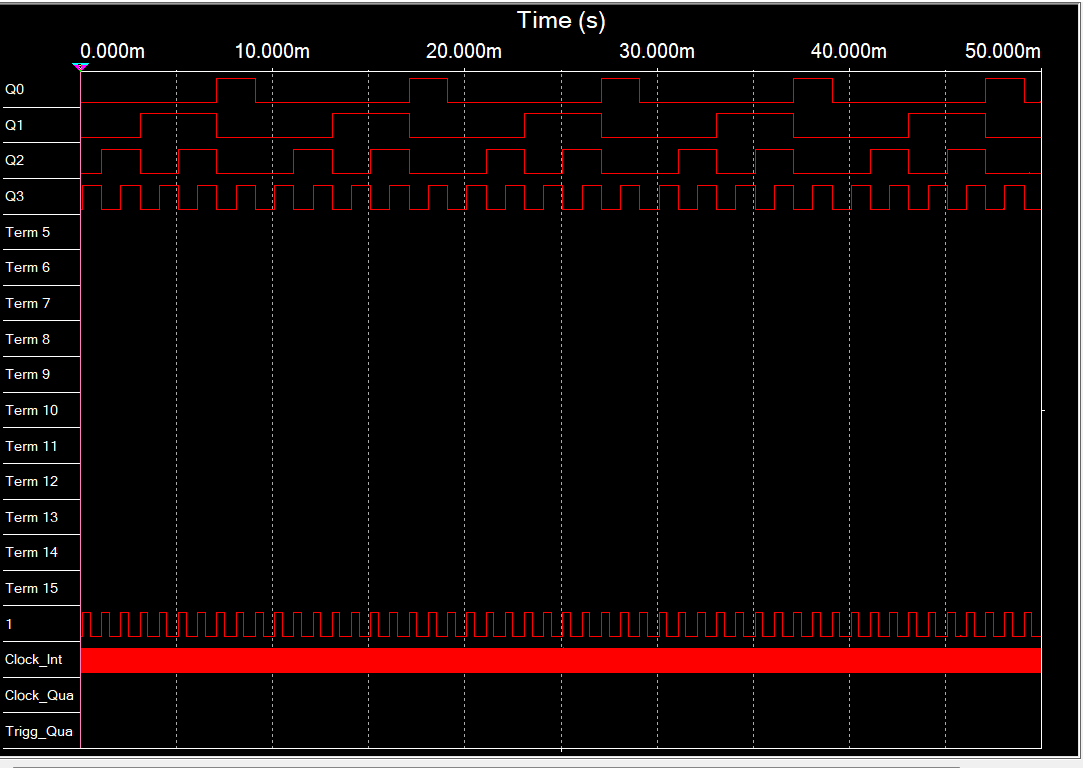 Time (s)
0.000m 10.000m 20.000m 30.000m 40.000m 50.000m
Q0
Q1
Q2
Q3
Term 5
Term 6
Term 7
Term 8
Term 9
Term 10
Term 11
Term 12
Term 13
Term 14
Term 15
1
Clock_Int
Clock_Qua
Trigg_Qua